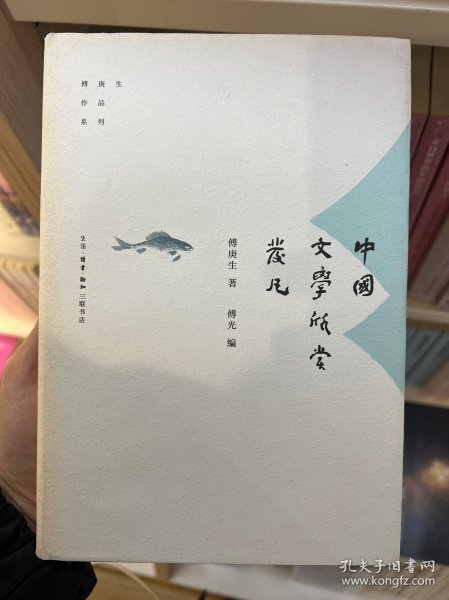 傅庚生
作品
系列
中國
文學欣賞
發凡
傅庚生 著 傅光 编
生活·讀書·新知 三联书店
孔夫子旧书网
www.kongfz.com